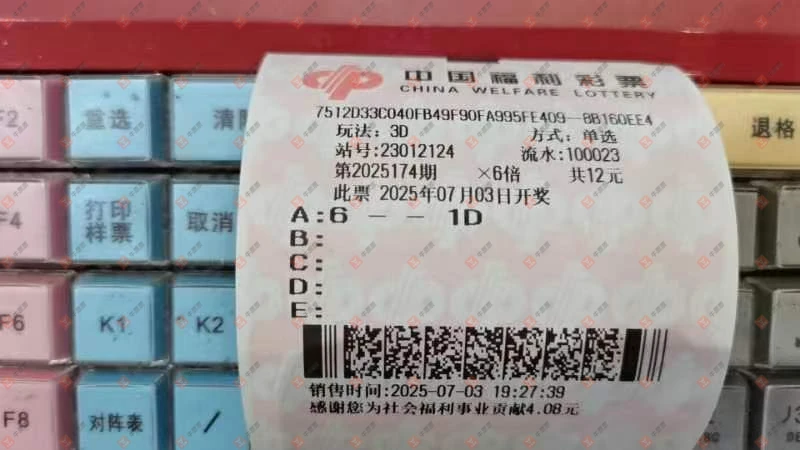 中国福利彩票
CHINA WELFARE LOTTERY
7512D33C040FB49F90FA995FE409-8B160EE4
玩法：3D 方式：单选
站号:23012124 流水:100023
第2025174期 ×6倍 共12元
此票 2025年07月03日开奖
A:6 - - 1D
B:
C:
D:
E:
销售时间:2025-07-03 19:27:39
感谢您为社会福利事业贡献4.08元
F2 重选 退格
F4 打印样票 取消
F6 K1 K2
F8 对阵表 /